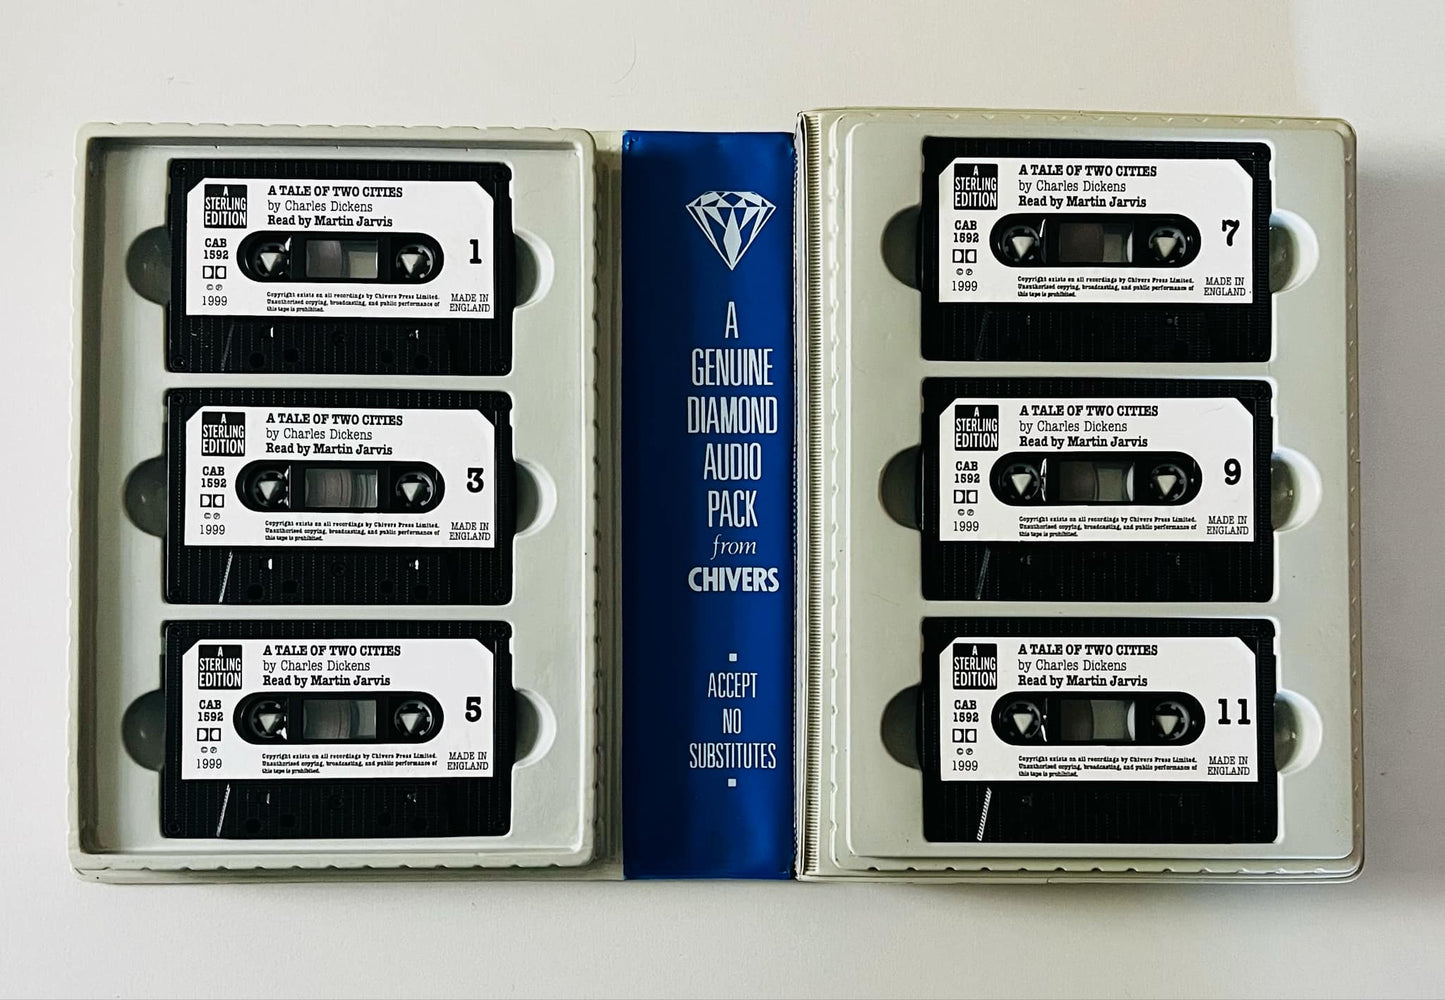 A
STERLING
EDITION
A TALE OF TWO CITIES
by Charles Dickens
Read by Martin Jarvis
CAB
1592
1
© ℗
1999
Copyright exists on all recordings by Chivers Press Limited.
Unauthorised copying, broadcasting, and public performance of
this tape is prohibited.
MADE IN
ENGLAND
A
STERLING
EDITION
A TALE OF TWO CITIES
by Charles Dickens
Read by Martin Jarvis
CAB
1592
3
© ℗
1999
Copyright exists on all recordings by Chivers Press Limited.
Unauthorised copying, broadcasting, and public performance of
this tape is prohibited.
MADE IN
ENGLAND
A
STERLING
EDITION
A TALE OF TWO CITIES
by Charles Dickens
Read by Martin Jarvis
CAB
1592
5
© ℗
1999
Copyright exists on all recordings by Chivers Press Limited.
Unauthorised copying, broadcasting, and public performance of
this tape is prohibited.
MADE IN
ENGLAND
A
GENUINE
DIAMOND
AUDIO
PACK
from
CHIVERS
ACCEPT
NO
SUBSTITUTES
A
STERLING
EDITION
A TALE OF TWO CITIES
by Charles Dickens
Read by Martin Jarvis
CAB
1592
7
© ℗
1999
Copyright exists on all recordings by Chivers Press Limited.
Unauthorised copying, broadcasting, and public performance of
this tape is prohibited.
MADE IN
ENGLAND
A
STERLING
EDITION
A TALE OF TWO CITIES
by Charles Dickens
Read by Martin Jarvis
CAB
1592
9
© ℗
1999
Copyright exists on all recordings by Chivers Press Limited.
Unauthorised copying, broadcasting, and public performance of
this tape is prohibited.
MADE IN
ENGLAND
A
STERLING
EDITION
A TALE OF TWO CITIES
by Charles Dickens
Read by Martin Jarvis
CAB
1592
11
© ℗
1999
Copyright exists on all recordings by Chivers Press Limited.
Unauthorised copying, broadcasting, and public performance of
this tape is prohibited.
MADE IN
ENGLAND